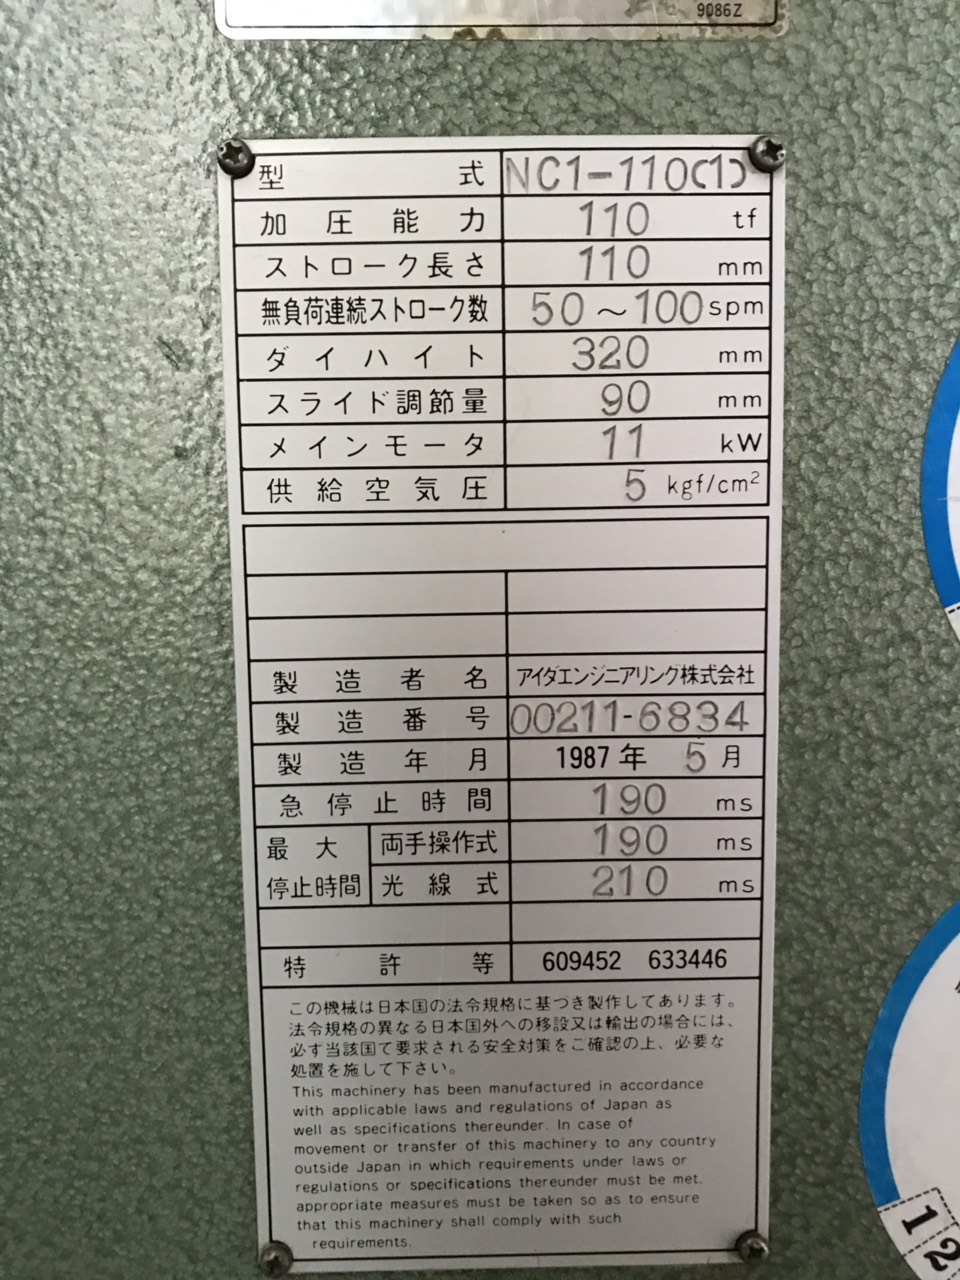 9086Z
型式 NC1-110(1)
加圧能力 110 tf
ストローク長さ 110 mm
無負荷連続ストローク数 50～100 spm
ダイハイト 320 mm
スライド調節量 90 mm
メインモータ 11 kW
供給空気圧 5 kgf/cm²
製造者名 アイダエンジニアリング株式会社
製造番号 00211-6834
製造年月 1987年 5月
急停止時間 190 ms
最大停止時間 両手操作式 190 ms
光線式 210 ms
特許等 609452 633446
この機械は日本国の法令規格に基づき製作してあります。
法令規格の異なる日本国外への移設又は輸出の場合には、
必ず当該国て要求される安全対策をご確認の上、必要な
処置を施して下さい。
This machinery has been manufactured in accordance
with applicable laws and regulations of Japan as
well as specifications thereunder. In case of
movement or transfer of this machinery to any country
outside Japan in which requirements under laws or
regulations or specifications thereunder must be met.
appropriate measures must be taken so as to ensure
that this machinery shall comply with such
requirements.
1
2